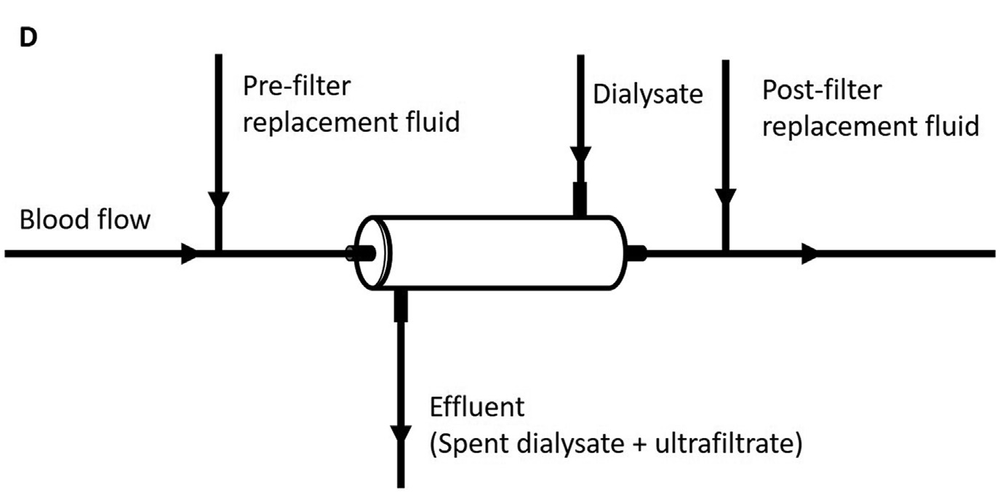 D
Pre-filter
replacement fluid
Dialysate
Post-filter
replacement fluid
Blood flow
Effluent
(Spent dialysate + ultrafiltrate)